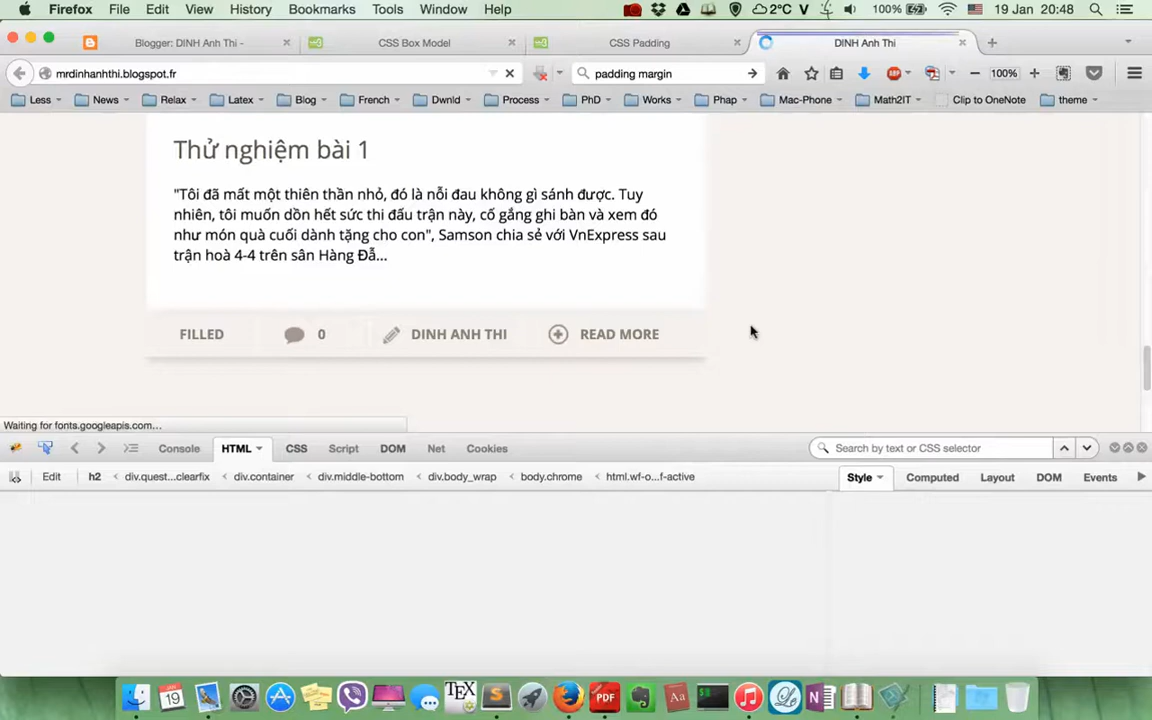 Firefox File Edit View History Bookmarks Tools Window Help 2°C V 100% 19 Jan 20:48
Blogger: DINH Anh Thi - CSS Box Model CSS Padding DINH Anh Thi
mrdinhanhthi.blogspot.fr padding margin 100%
Less News Relax Latex Blog French Dwnld Process PhD Works Phap Mac-Phone Math2IT Clip to OneNote theme
Thử nghiệm bài 1
"Tôi đã mất một thiên thần nhỏ, đó là nỗi đau không gì sánh được. Tuy
nhiên, tôi muốn dồn hết sức thi đấu trận này, cố gắng ghi bàn và xem đó
như món quà cuối dành tặng cho con", Samson chia sẻ với VnExpress sau
trận hoà 4-4 trên sân Hàng Đẫ...
FILLED 0 DINH ANH THI READ MORE
Waiting for fonts.googleapis.com...
Console HTML CSS Script DOM Net Cookies Search by text or CSS selector
Edit h2 < div.quest...clearfix < div.container < div.middle-bottom < div.body_wrap < body.chrome < html.wf-o...f-active Style Computed Layout DOM Events
TEX PDF Aa N